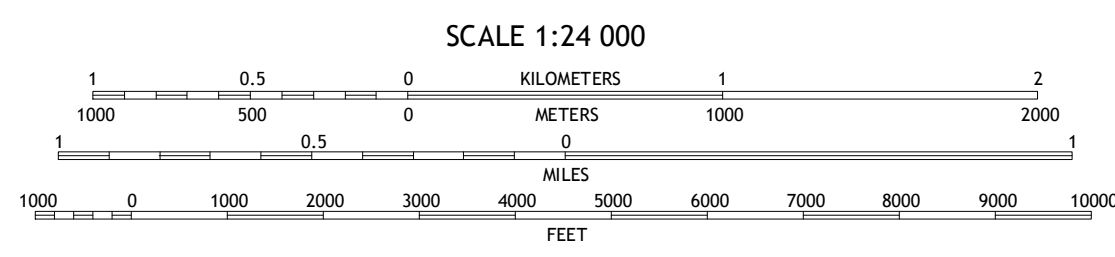 SCALE 1:24 000
1 0.5 0 KILOMETERS 1 2
1000 500 0 METERS 1000 2000
1 0.5 0 1
MILES
1000 0 1000 2000 3000 4000 5000 6000 7000 8000 9000 10000
FEET